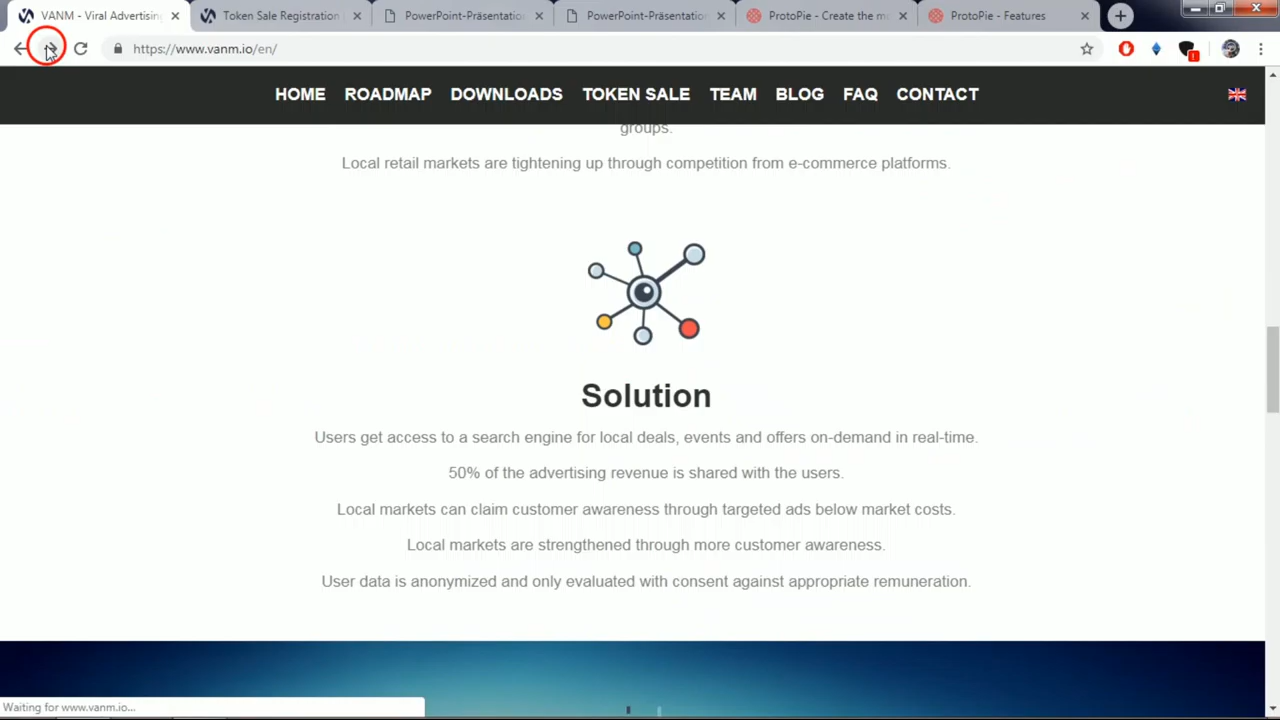 VANM - Viral Advertising
Token Sale Registration
PowerPoint-Präsentation
PowerPoint-Präsentation
ProtoPie - Create the m
ProtoPie - Features
https://www.vanm.io/en/
HOME ROADMAP DOWNLOADS TOKEN SALE TEAM BLOG FAQ CONTACT
groups.
Local retail markets are tightening up through competition from e-commerce platforms.
Solution
Users get access to a search engine for local deals, events and offers on-demand in real-time.
50% of the advertising revenue is shared with the users.
Local markets can claim customer awareness through targeted ads below market costs.
Local markets are strengthened through more customer awareness.
User data is anonymized and only evaluated with consent against appropriate remuneration.
Waiting for www.vanm.io...